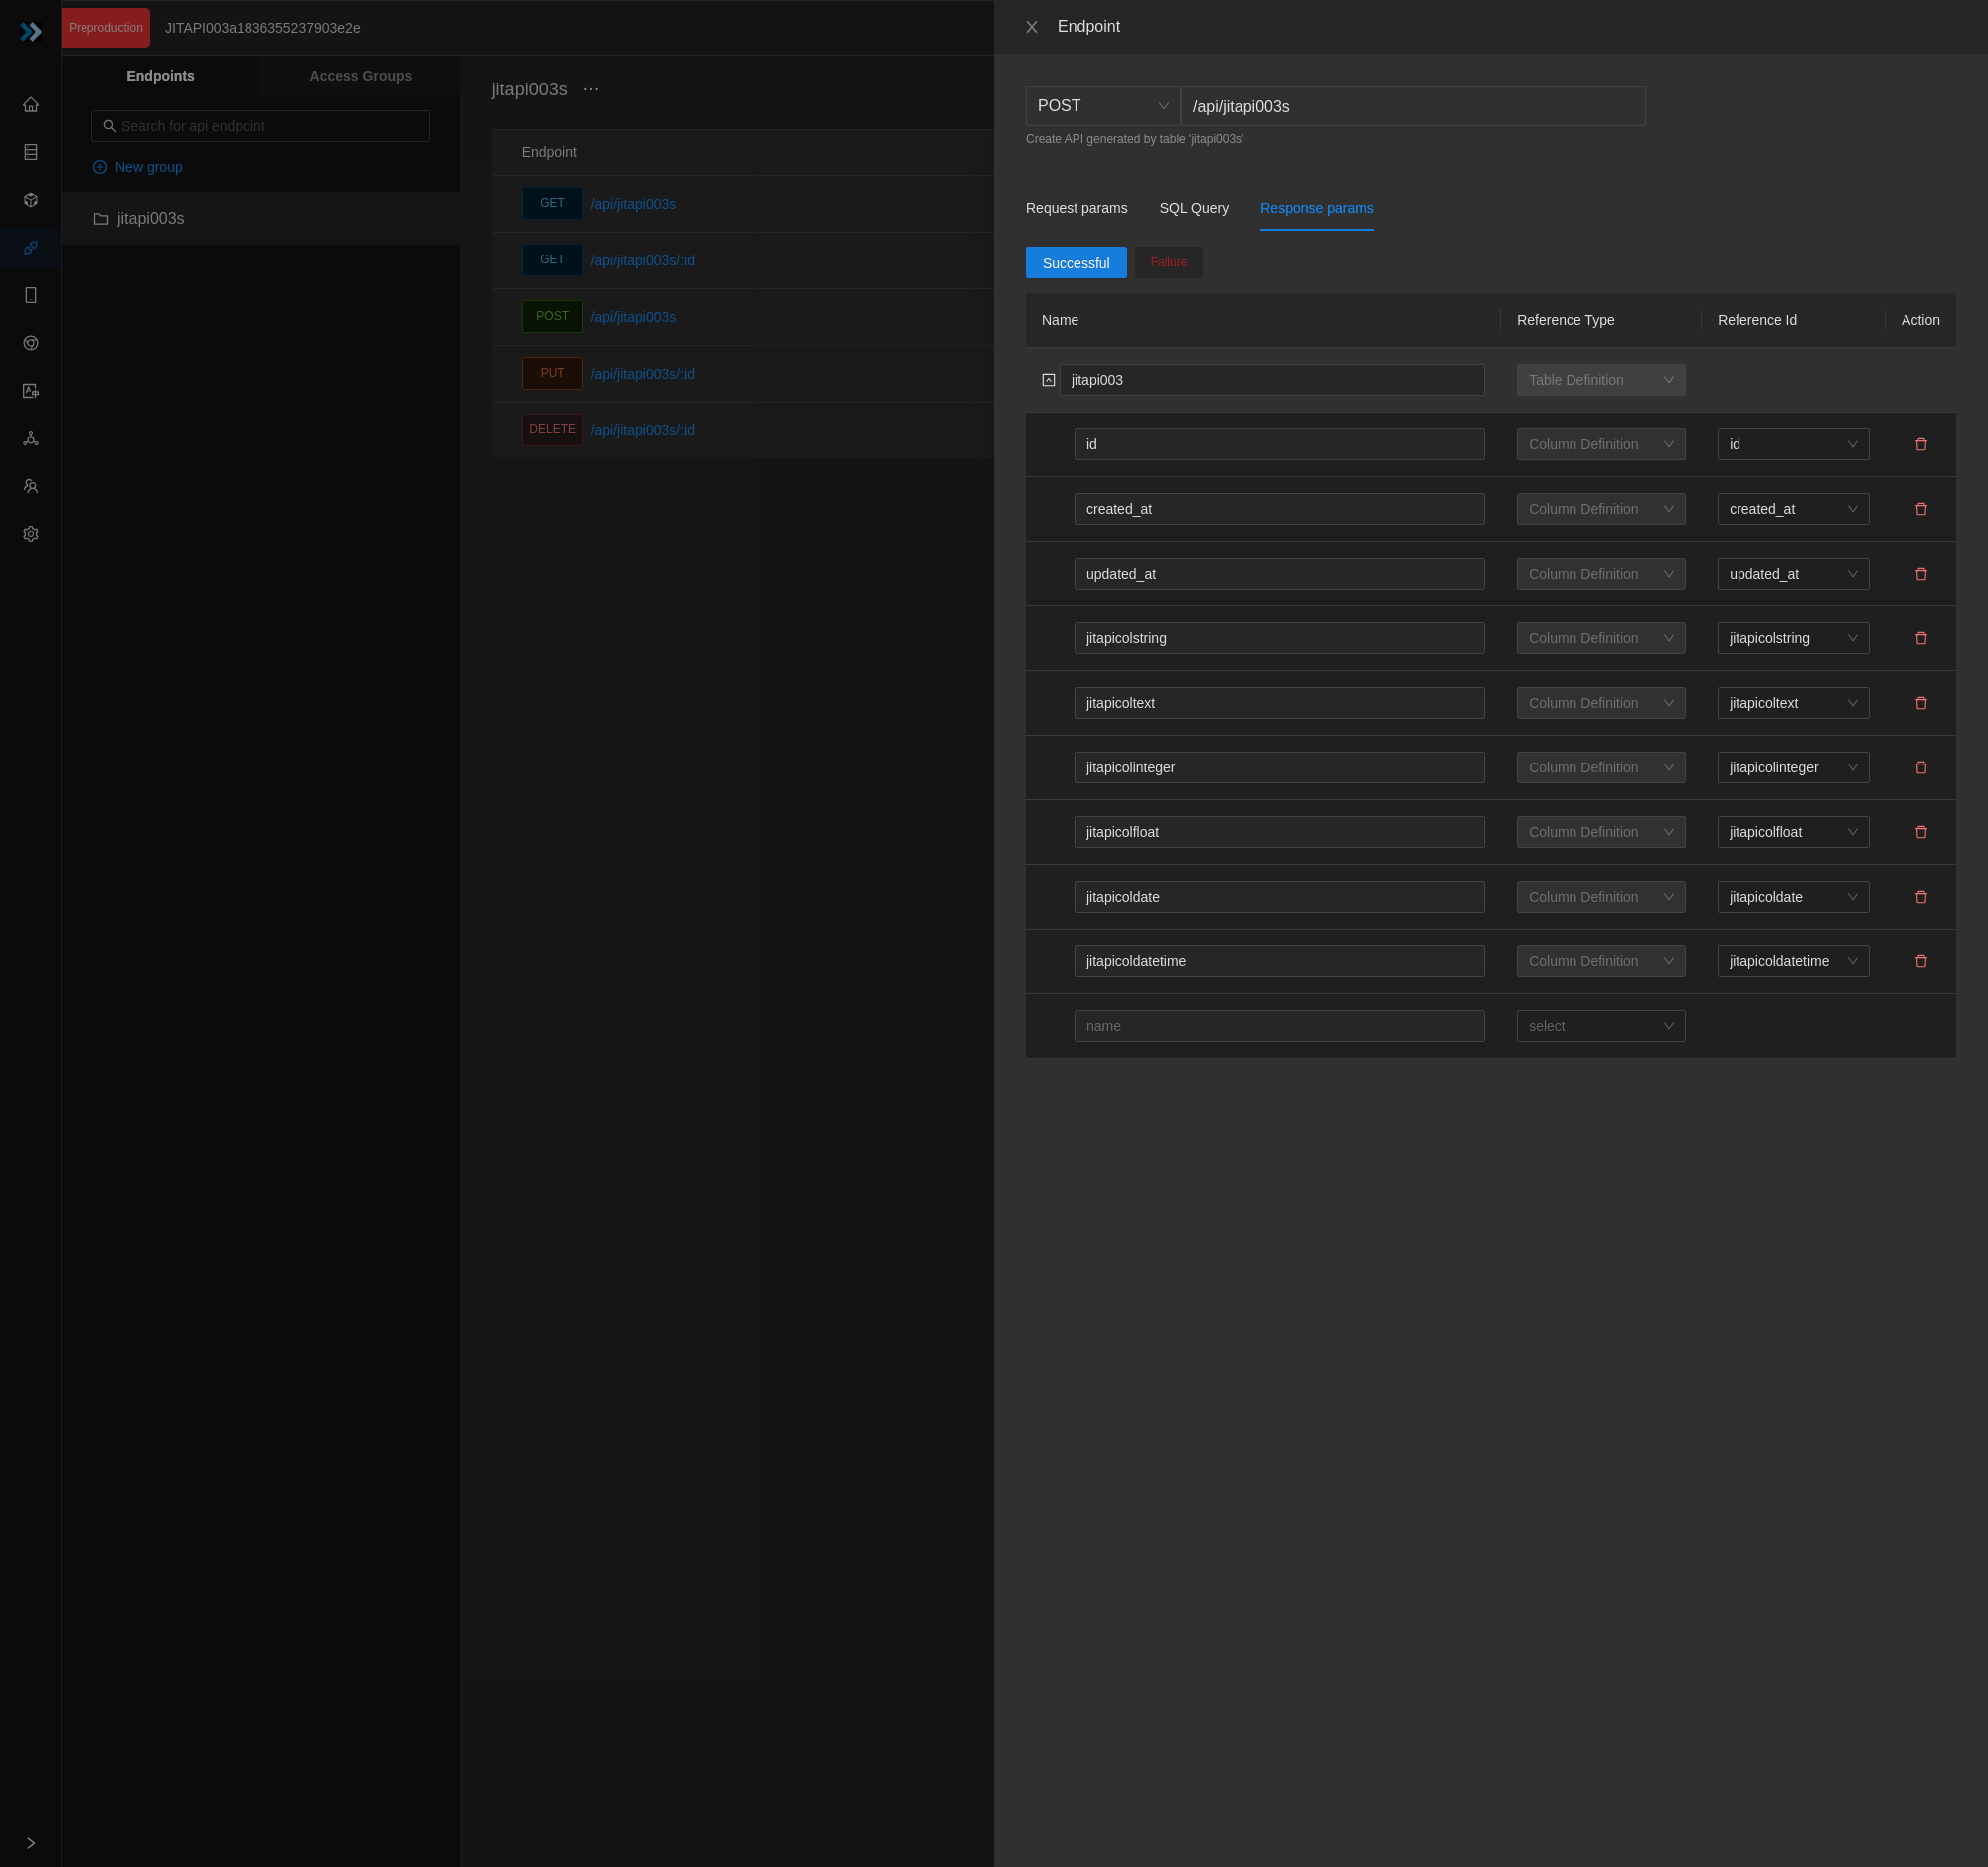 Preproduction JITAPI003a1836355237903e2e
Endpoints Access Groups
Search for api endpoint
New group
jitapi003s
jitapi003s ...
Endpoint
GET /api/jitapi003s
GET /api/jitapi003s/:id
POST /api/jitapi003s
PUT /api/jitapi003s/:id
DELETE /api/jitapi003s/:id
Endpoint
POST /api/jitapi003s
Create API generated by table 'jitapi003s'
Request params SQL Query Response params
Successful Failure
Name Reference Type Reference Id Action
jitapi003 Table Definition
id Column Definition id
created_at Column Definition created_at
updated_at Column Definition updated_at
jitapicolstring Column Definition jitapicolstring
jitapicoltext Column Definition jitapicoltext
jitapicolinteger Column Definition jitapicolinteger
jitapicolfloat Column Definition jitapicolfloat
jitapicoldate Column Definition jitapicoldate
jitapicoldatetime Column Definition jitapicoldatetime
name select